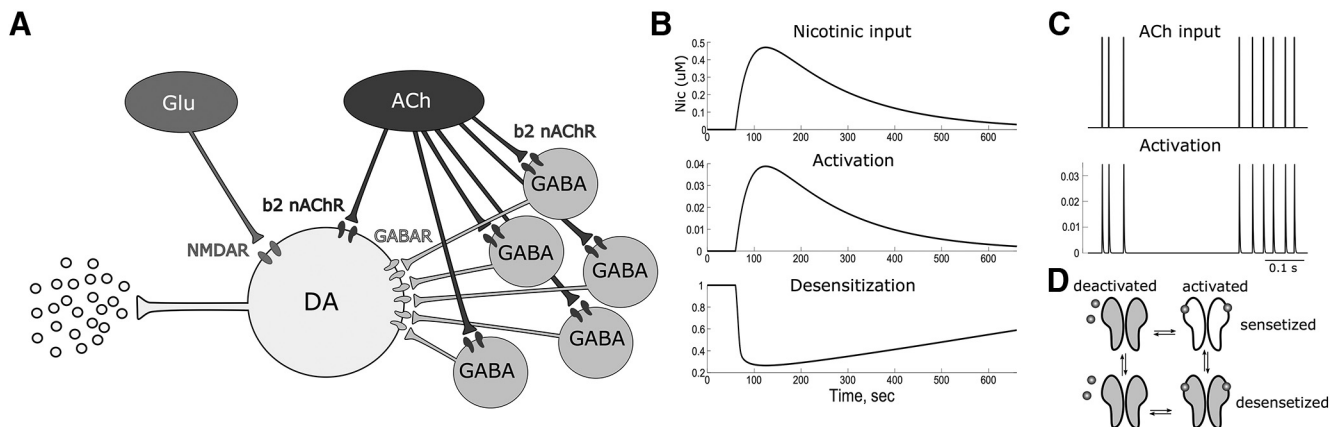 A
Glu
ACh
b2 nAChR
GABA
b2 nAChR
GABAR
NMDAR
GABA
GABA
DA
GABA
GABA
B
Nicotinic input
Nic (uM)
0.5
0.4
0.3
0.2
0.1
0
0 100 200 300 400 500 600
Activation
0.04
0.03
0.02
0.01
0
0 100 200 300 400 500 600
Desensitization
1
0.8
0.6
0.4
0.2
0 100 200 300 400 500 600
Time, sec
C
ACh input
Activation
0.03
0.02
0.01
0
0.1 s
D
deactivated activated
sensetized
desensetized